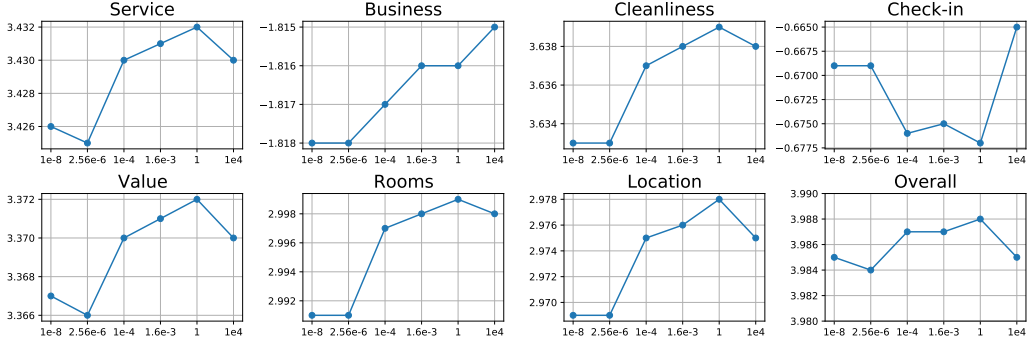 Service
3.432
3.430
3.428
3.426
1e-8 2.56e-6 1e-4 1.6e-3 1 1e4
Business
−1.815
−1.816
−1.817
−1.818
1e-8 2.56e-6 1e-4 1.6e-3 1 1e4
Cleanliness
3.638
3.636
3.634
1e-8 2.56e-6 1e-4 1.6e-3 1 1e4
Check-in
−0.6650
−0.6675
−0.6700
−0.6725
−0.6750
−0.6775
1e-8 2.56e-6 1e-4 1.6e-3 1 1e4
Value
3.372
3.370
3.368
3.366
1e-8 2.56e-6 1e-4 1.6e-3 1 1e4
Rooms
2.998
2.996
2.994
2.992
1e-8 2.56e-6 1e-4 1.6e-3 1 1e4
Location
2.978
2.976
2.974
2.972
2.970
1e-8 2.56e-6 1e-4 1.6e-3 1 1e4
Overall
3.990
3.988
3.986
3.984
3.982
3.980
1e-8 2.56e-6 1e-4 1.6e-3 1 1e4